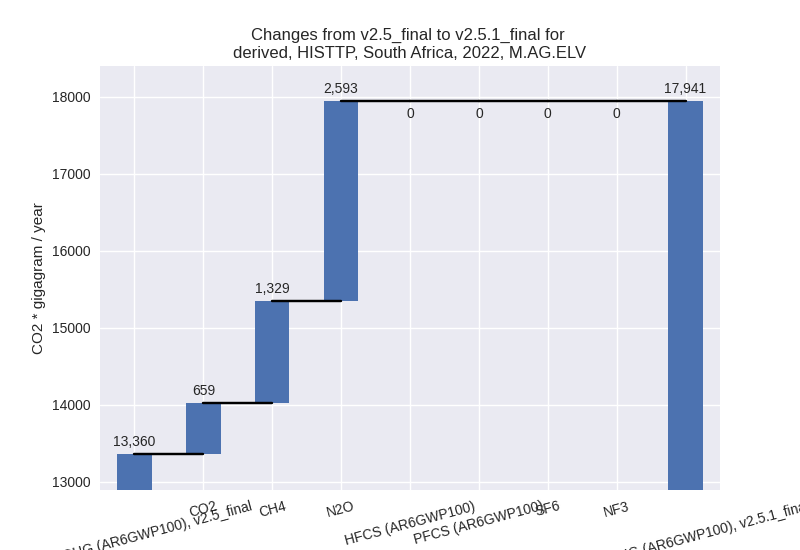 Changes from v2.5_final to v2.5.1_final for
derived, HISTTP, South Africa, 2022, M.AG.ELV
CO2 * gigagram / year
18000
17000
16000
15000
14000
13000
13,360
659
1,329
2,593
0
0
0
0
17,941
(AR6GWP100), v2.5_final
CO2
CH4
N2O
HFCS (AR6GWP100)
PFCS (AR6GWP100)
SF6
NF3
(AR6GWP100), v2.5.1_final